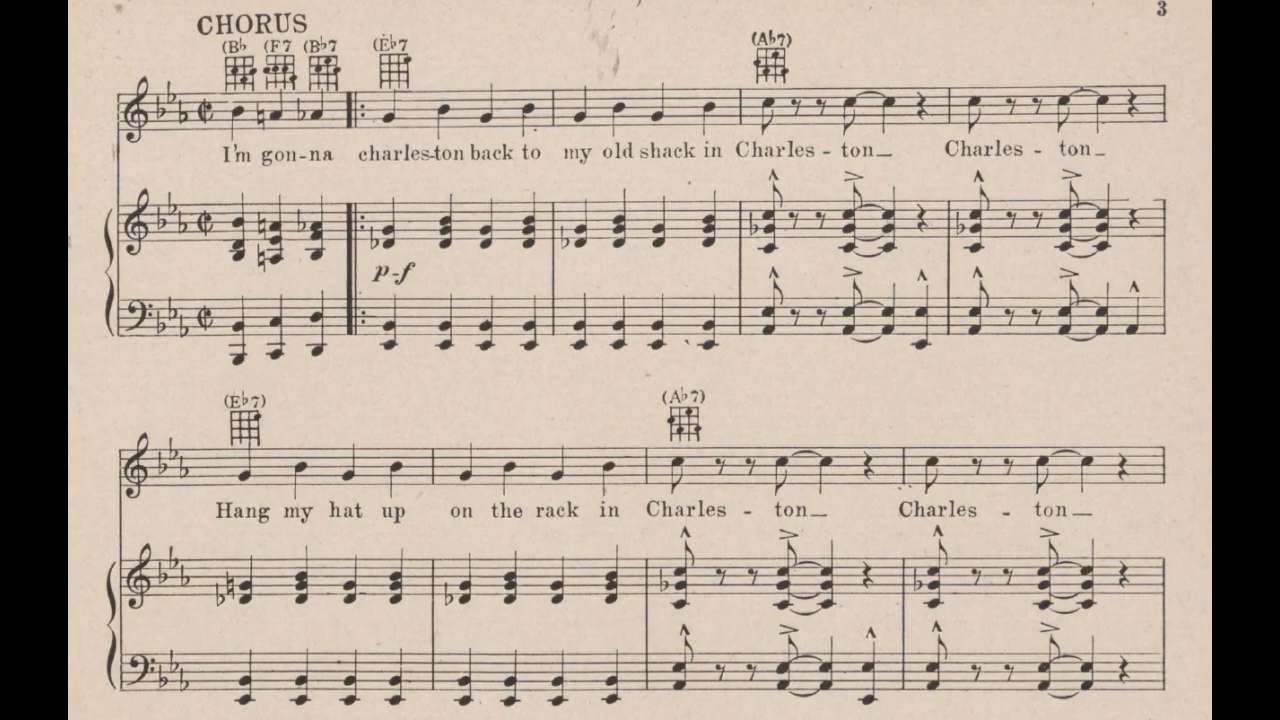 3
CHORUS
(B♭ (F7 (B♭7 (E♭7 (A♭7)
I'm gon-na charles-ton back to my old shack in Charles - ton Charles - ton
p-f
(E♭7) (A♭7)
Hang my hat up on the rack in Charles - ton Charles - ton